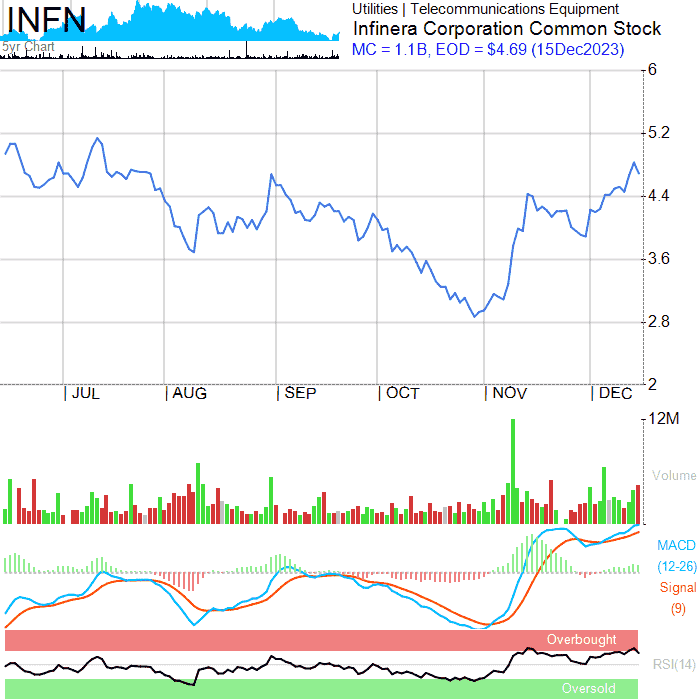 INFN
5yr Chart
Utilities | Telecommunications Equipment
Infinera Corporation Common Stock
MC = 1.1B, EOD = $4.69 (15Dec2023)
6
5.2
4.4
3.6
2.8
2
| JUL
| AUG
| SEP
| OCT
| NOV
| DEC
12M
Volume
MACD
(12-26)
Signal
(9)
Overbought
RSI(14)
Oversold